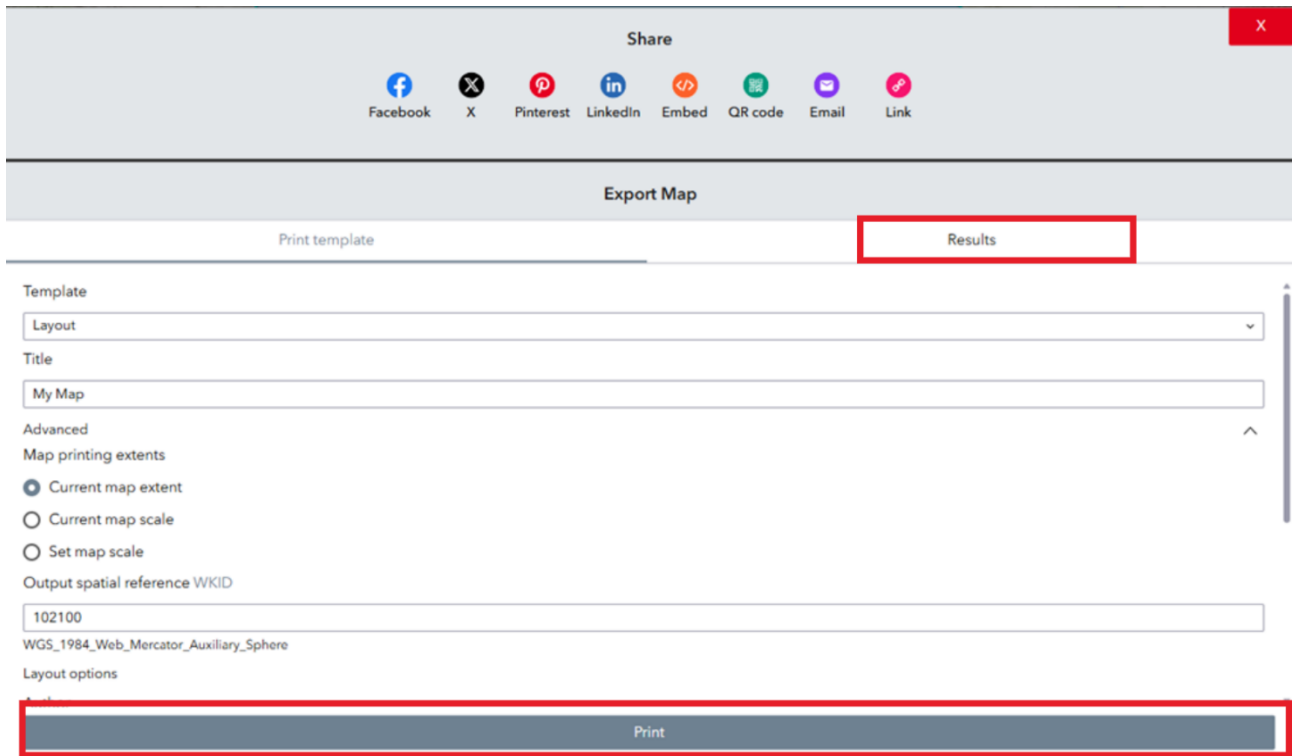 Share
X
Facebook X Pinterest LinkedIn Embed QR code Email Link
Export Map
Print template Results
Template
Layout
Title
My Map
Advanced
Map printing extents
Current map extent
Current map scale
Set map scale
Output spatial reference WKID
102100
WGS_1984_Web_Mercator_Auxiliary_Sphere
Layout options
Print